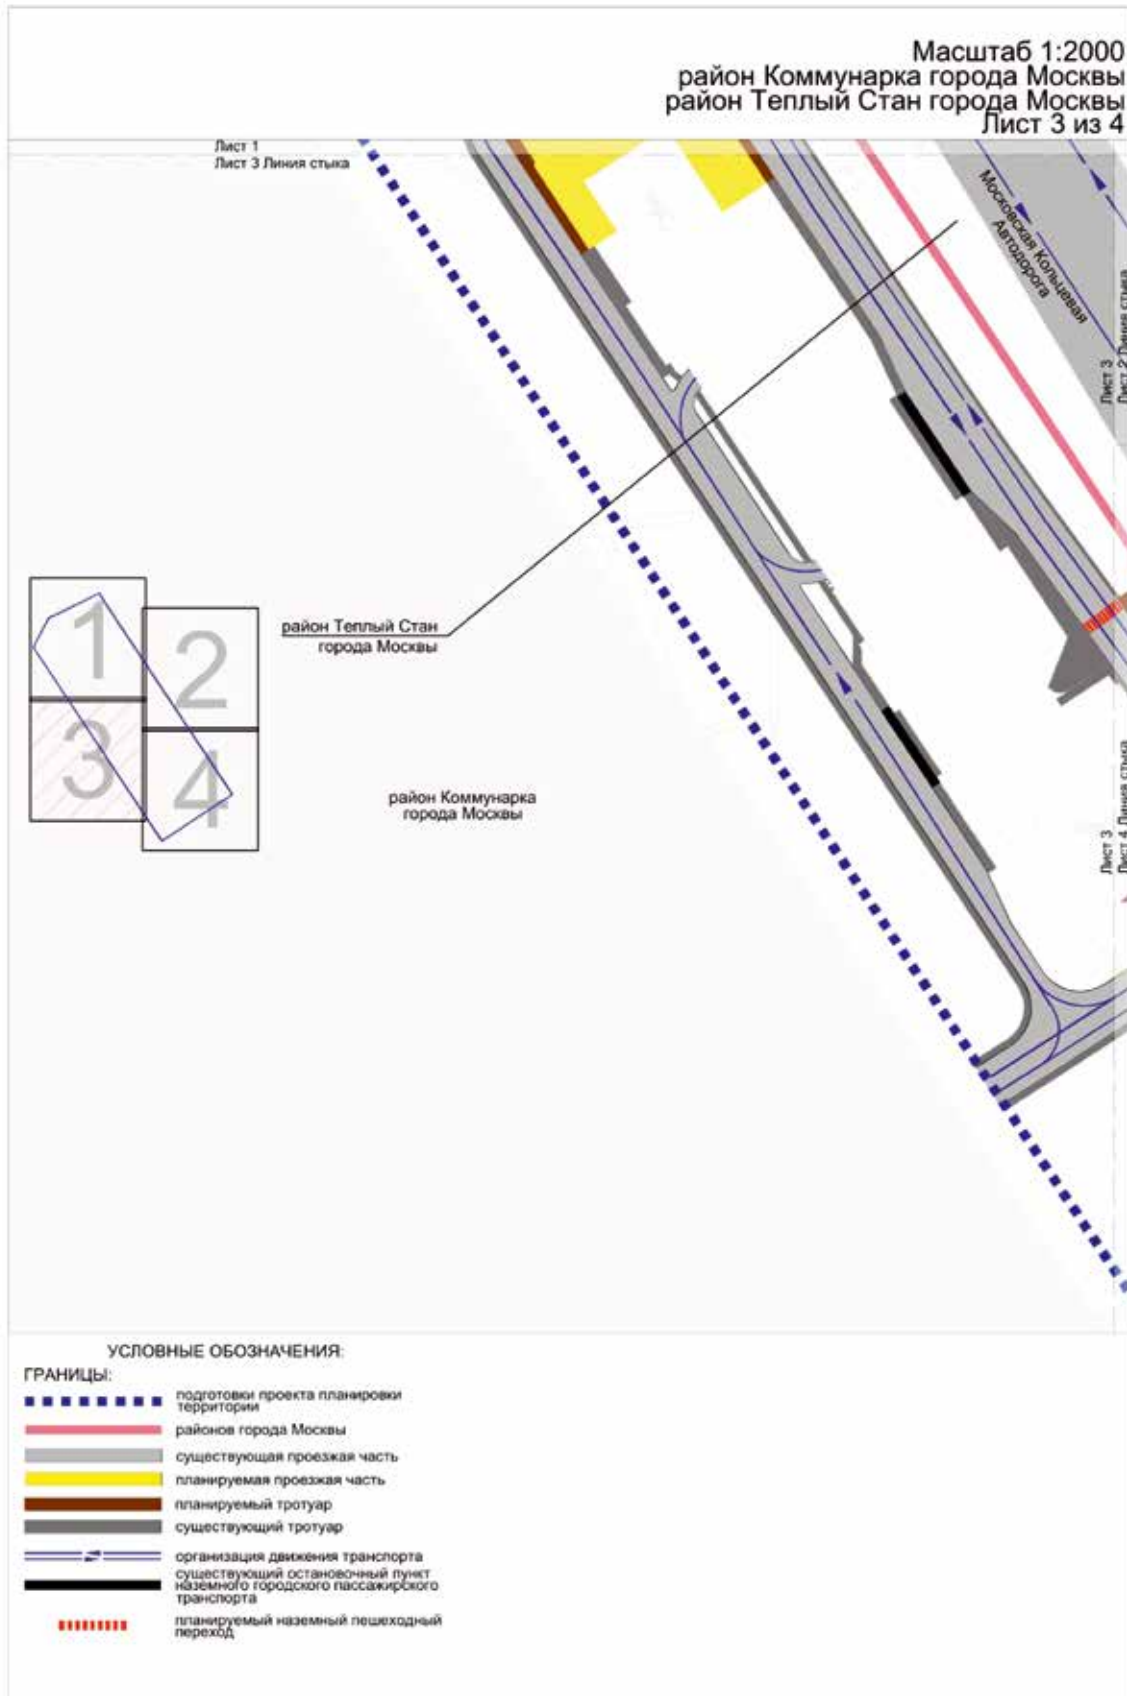 Масштаб 1:2000
район Коммунарка города Москвы
район Теплый Стан города Москвы
Лист 3 из 4
Лист 1
Лист 3 Линия стыка
Московская Кольцевая
Автодорога
Лист 3
Лист 2 Линия стыка
1
2
3
4
район Теплый Стан
города Москвы
район Коммунарка
города Москвы
Лист 3
Лист 4 Линия стыка
УСЛОВНЫЕ ОБОЗНАЧЕНИЯ:
ГРАНИЦЫ:
подготовки проекта планировки
территории
районов города Москвы
существующая проезжая часть
планируемая проезжая часть
планируемый тротуар
существующий тротуар
организация движения транспорта
существующий остановочный пункт
наземного городского пассажирского
транспорта
планируемый наземный пешеходный
переход